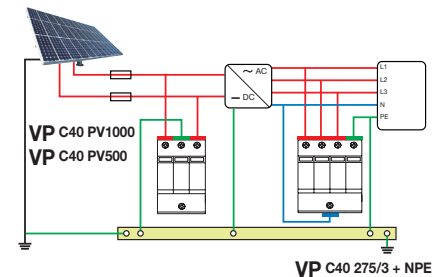 ~ AC
L1
L2
L3
N
PE
— DC
VP C40 PV1000
VP C40 PV500
VP C40 275/3 + NPE